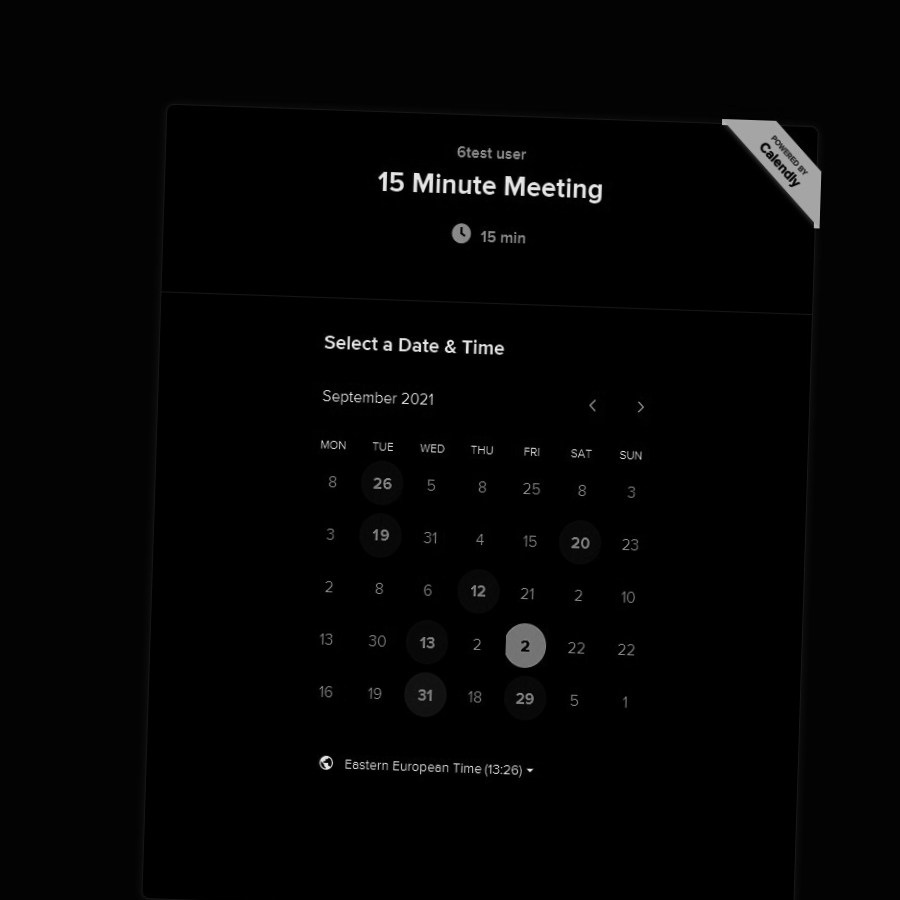 POWERED BY
Calendly
6test user
15 Minute Meeting
15 min
Select a Date & Time
September 2021
MON TUE WED THU FRI SAT SUN
8 26 5 8 25 8 3
3 19 31 4 15 20 23
2 8 6 12 21 2 10
13 30 13 2 2 22 22
16 19 31 18 29 5 1
Eastern European Time (13:26)